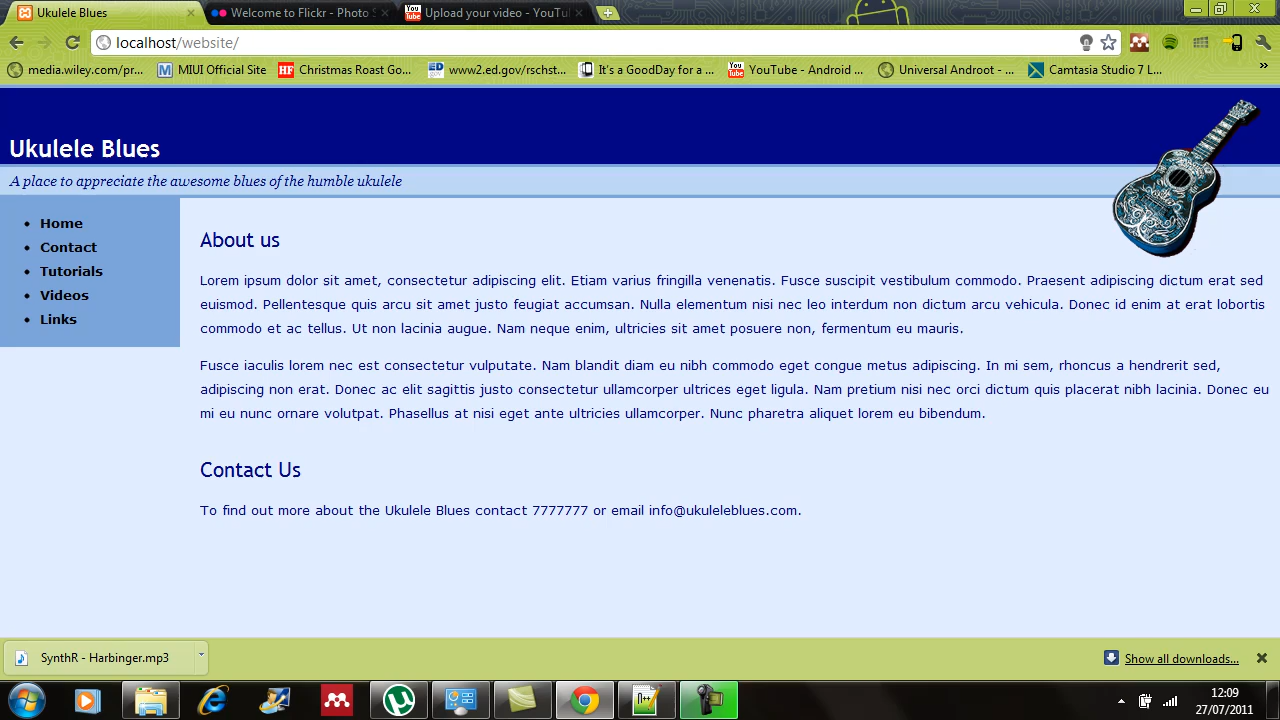 Ukulele Blues
Welcome to Flickr - Photo
Upload your video - YouTu
localhost/website/
media.wiley.com/pr...
MIUI Official Site
Christmas Roast Go...
www2.ed.gov/rschst...
It's a GoodDay for a ...
YouTube - Android ...
Universal Androot - ...
Camtasia Studio 7 L...
»
Ukulele Blues
A place to appreciate the awesome blues of the humble ukulele
Home
Contact
Tutorials
Videos
Links
About us
Lorem ipsum dolor sit amet, consectetur adipiscing elit. Etiam varius fringilla venenatis. Fusce suscipit vestibulum commodo. Praesent adipiscing dictum erat sed
euismod. Pellentesque quis arcu sit amet justo feugiat accumsan. Nulla elementum nisi nec leo interdum non dictum arcu vehicula. Donec id enim at erat lobortis
commodo et ac tellus. Ut non lacinia augue. Nam neque enim, ultricies sit amet posuere non, fermentum eu mauris.
Fusce iaculis lorem nec est consectetur vulputate. Nam blandit diam eu nibh commodo eget congue metus adipiscing. In mi sem, rhoncus a hendrerit sed,
adipiscing non erat. Donec ac elit sagittis justo consectetur ullamcorper ultrices eget ligula. Nam pretium nisi nec orci dictum quis placerat nibh lacinia. Donec eu
mi eu nunc ornare volutpat. Phasellus at nisi eget ante ultricies ullamcorper. Nunc pharetra aliquet lorem eu bibendum.
Contact Us
To find out more about the Ukulele Blues contact 7777777 or email info@ukuleleblues.com.
SynthR - Harbinger.mp3
Show all downloads...
12:09
27/07/2011